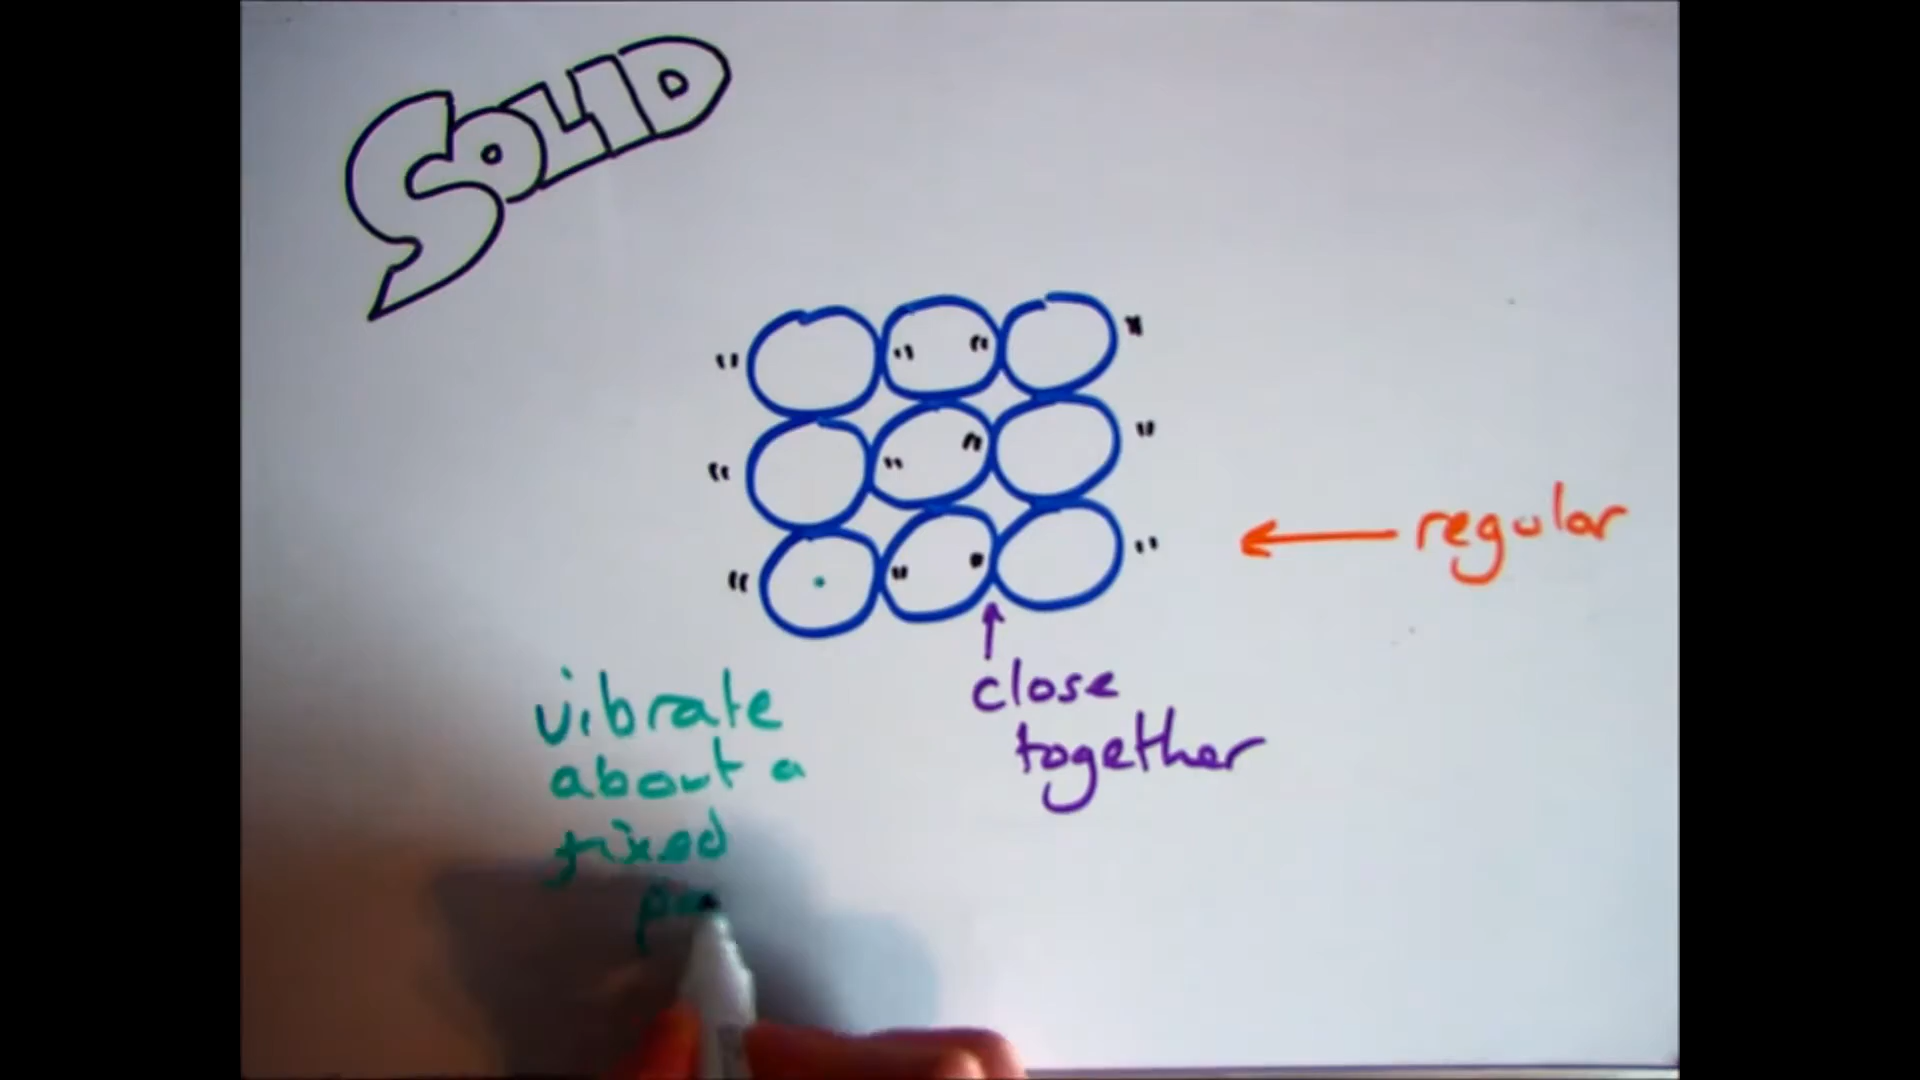 SOLID
regular
close
together
vibrate
about a
fixed